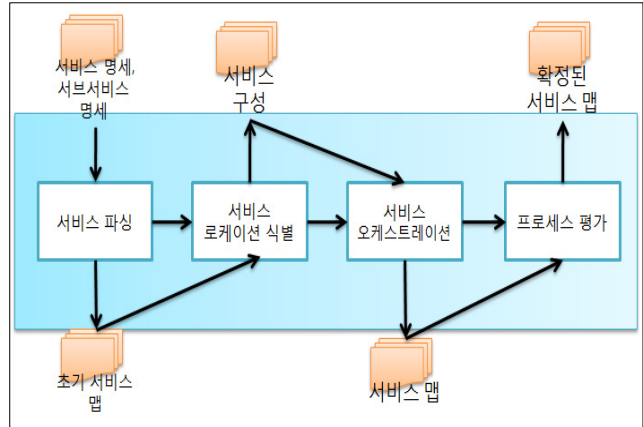 서비스 명세,
서브서비스
명세
서비스
구성
확정된
서비스 맵
서비스 파싱
서비스
로케이션 식별
서비스
오케스트레이션
프로세스 평가
초기 서비스
맵
서비스 맵